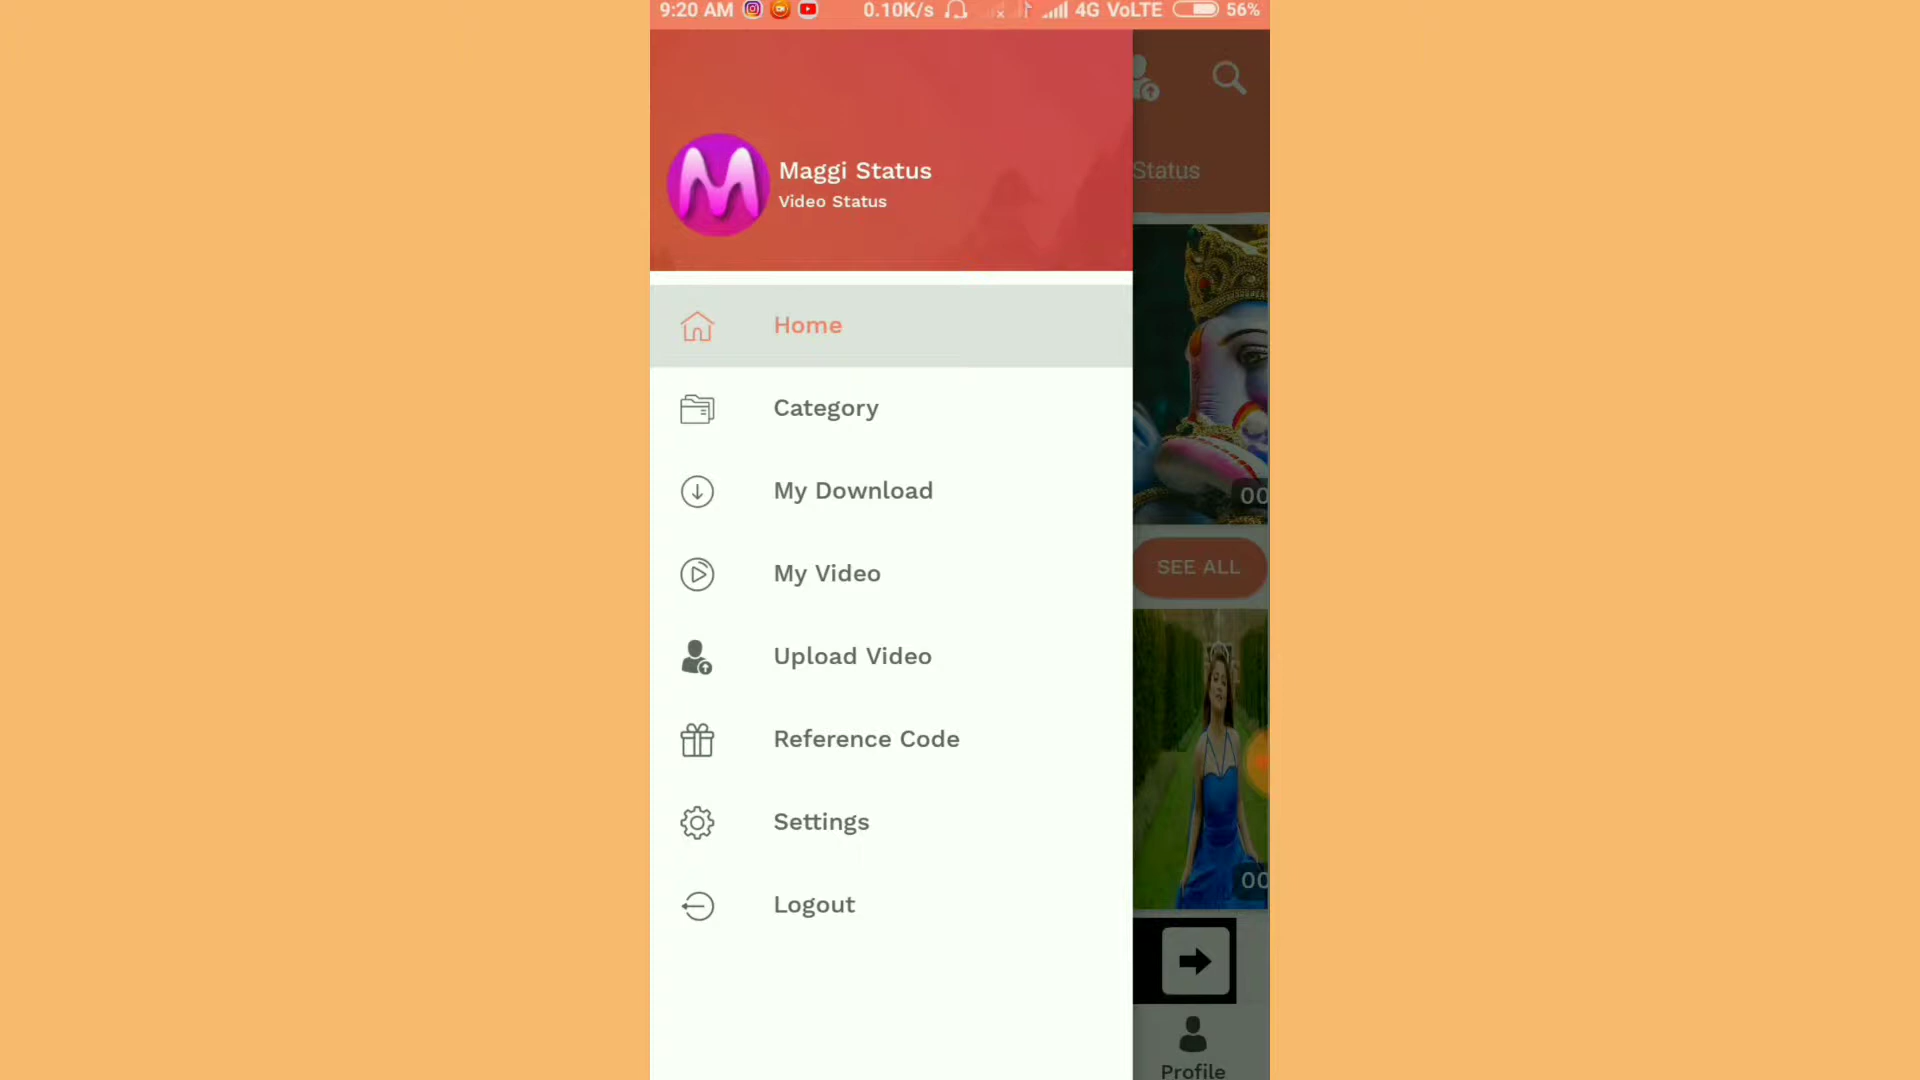 9:20 AM 0.10K/s 4G VoLTE 56%
Maggi Status
Video Status
Status
Home
Category
My Download
00
My Video
SEE ALL
Upload Video
Reference Code
Settings
00
Logout
Profile